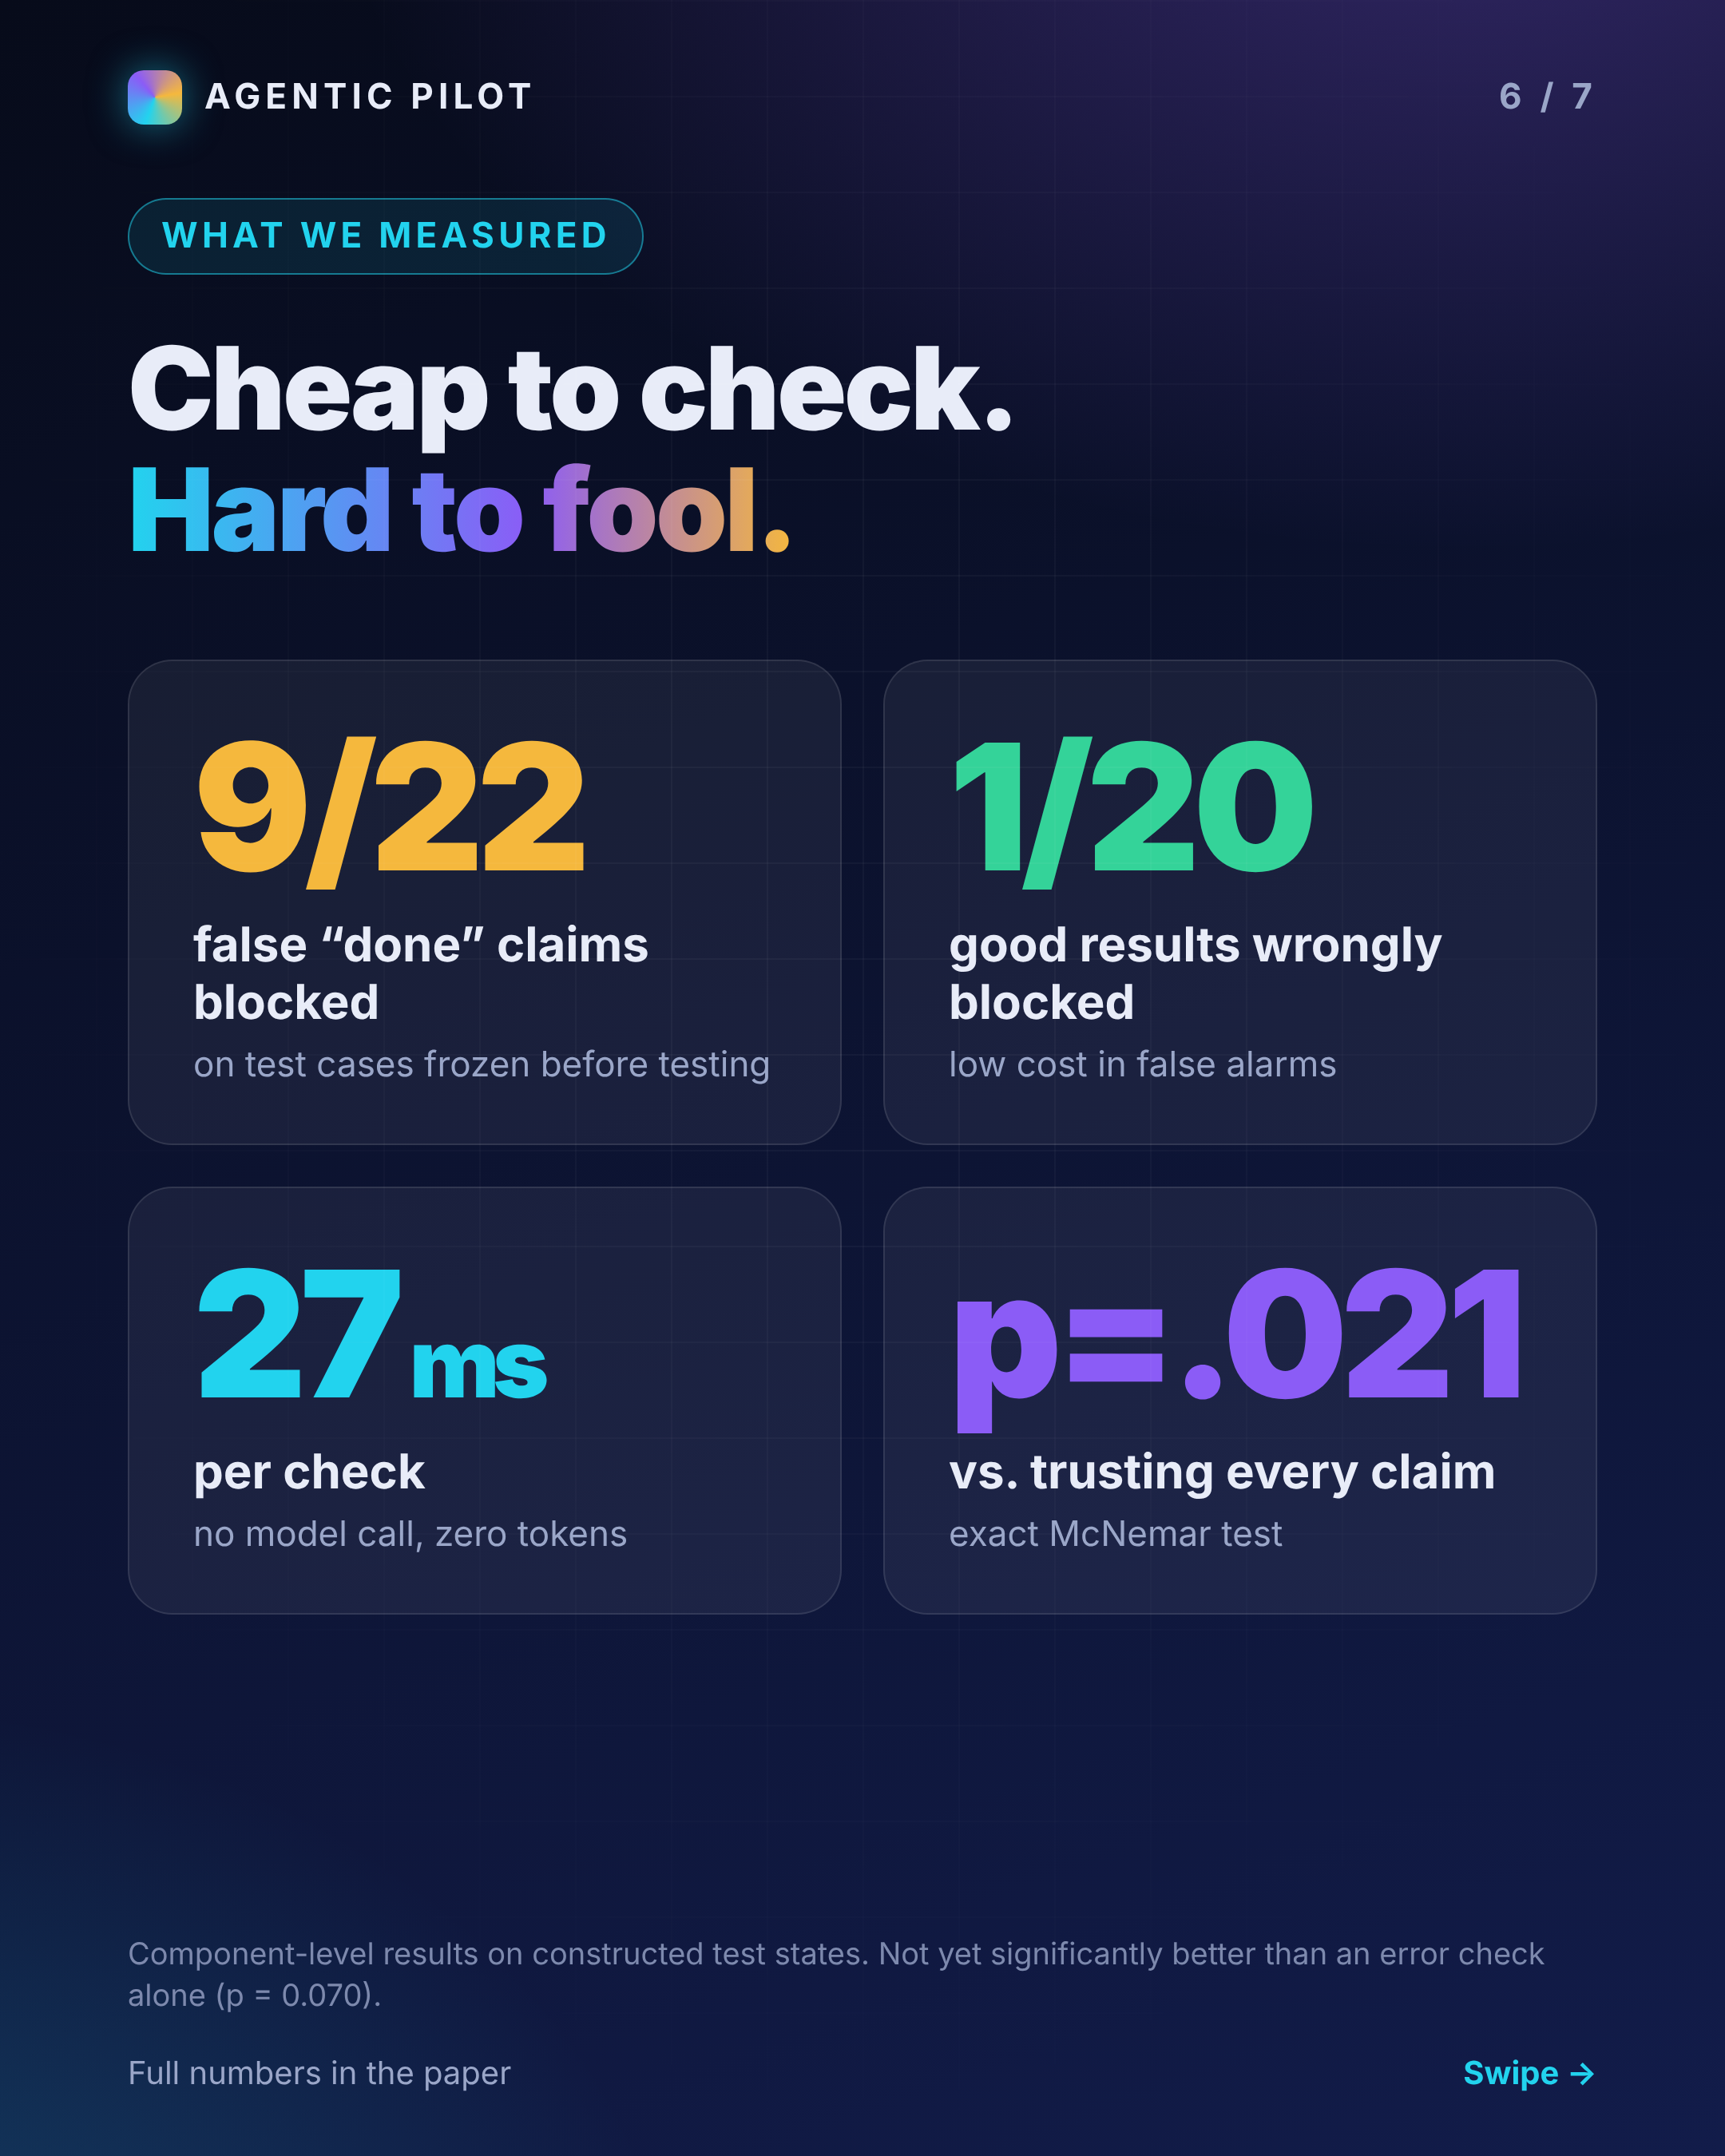 AGENTIC PILOT
6 / 7
WHAT WE MEASURED
Cheap to check.
Hard to fool.
9/22
false “done” claims
blocked
on test cases frozen before testing
1/20
good results wrongly
blocked
low cost in false alarms
27 ms
per check
no model call, zero tokens
p=.021
vs. trusting every claim
exact McNemar test
Component-level results on constructed test states. Not yet significantly better than an error check
alone (p = 0.070).
Full numbers in the paper
Swipe →